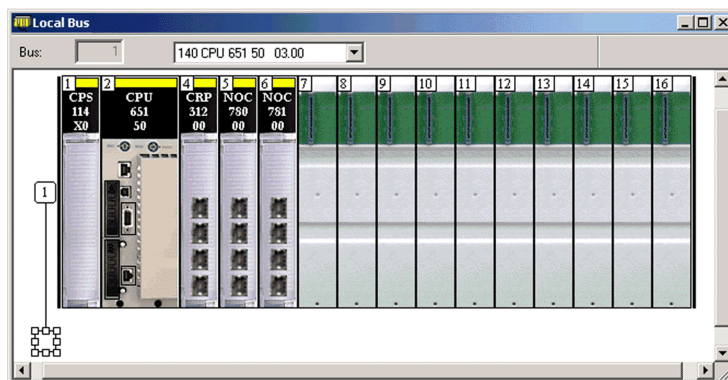 Local Bus
Bus: 1 140 CPU 651 50 03.00
1 2 4 5 6 7 8 9 10 11 12 13 14 15 16
CPS CPU CRP NOC NOC
114 651 312 780 781
X0 50 00 00 00
1